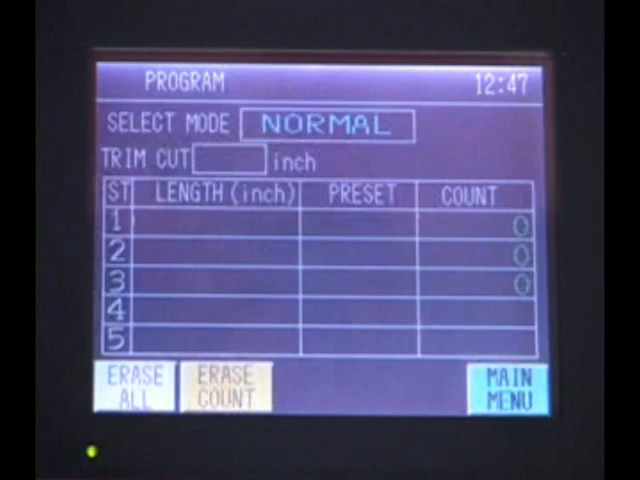 PROGRAM 12:47
SELECT MODE NORMAL
TRIM CUT inch
ST LENGTH (inch) PRESET COUNT
1 0
2 0
3 0
4
5
ERASE ALL ERASE COUNT MAIN MENU